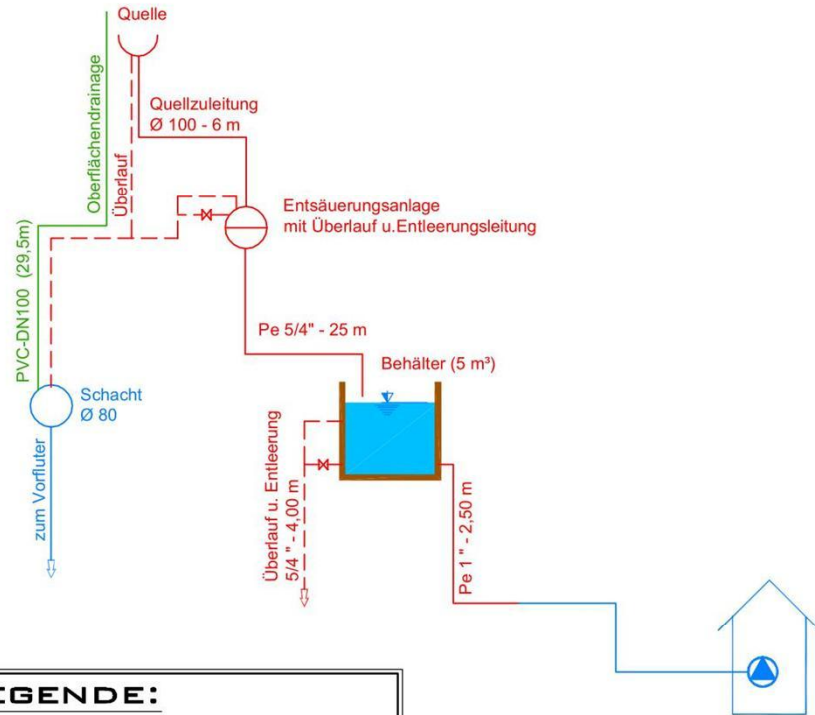 Quelle
Oberflächendrainage
Überlauf
Quellzuleitung
Ø 100 - 6 m
PVC-DN100 (29,5m)
Entsäuerungsanlage
mit Überlauf u.Entleerungsleitung
Pe 5/4" - 25 m
Behälter (5 m³)
Schacht
Ø 80
zum Vorfluter
Überlauf u. Entleerung
5/4 " - 4,00 m
Pe 1 " - 2,50 m
EGENDE: